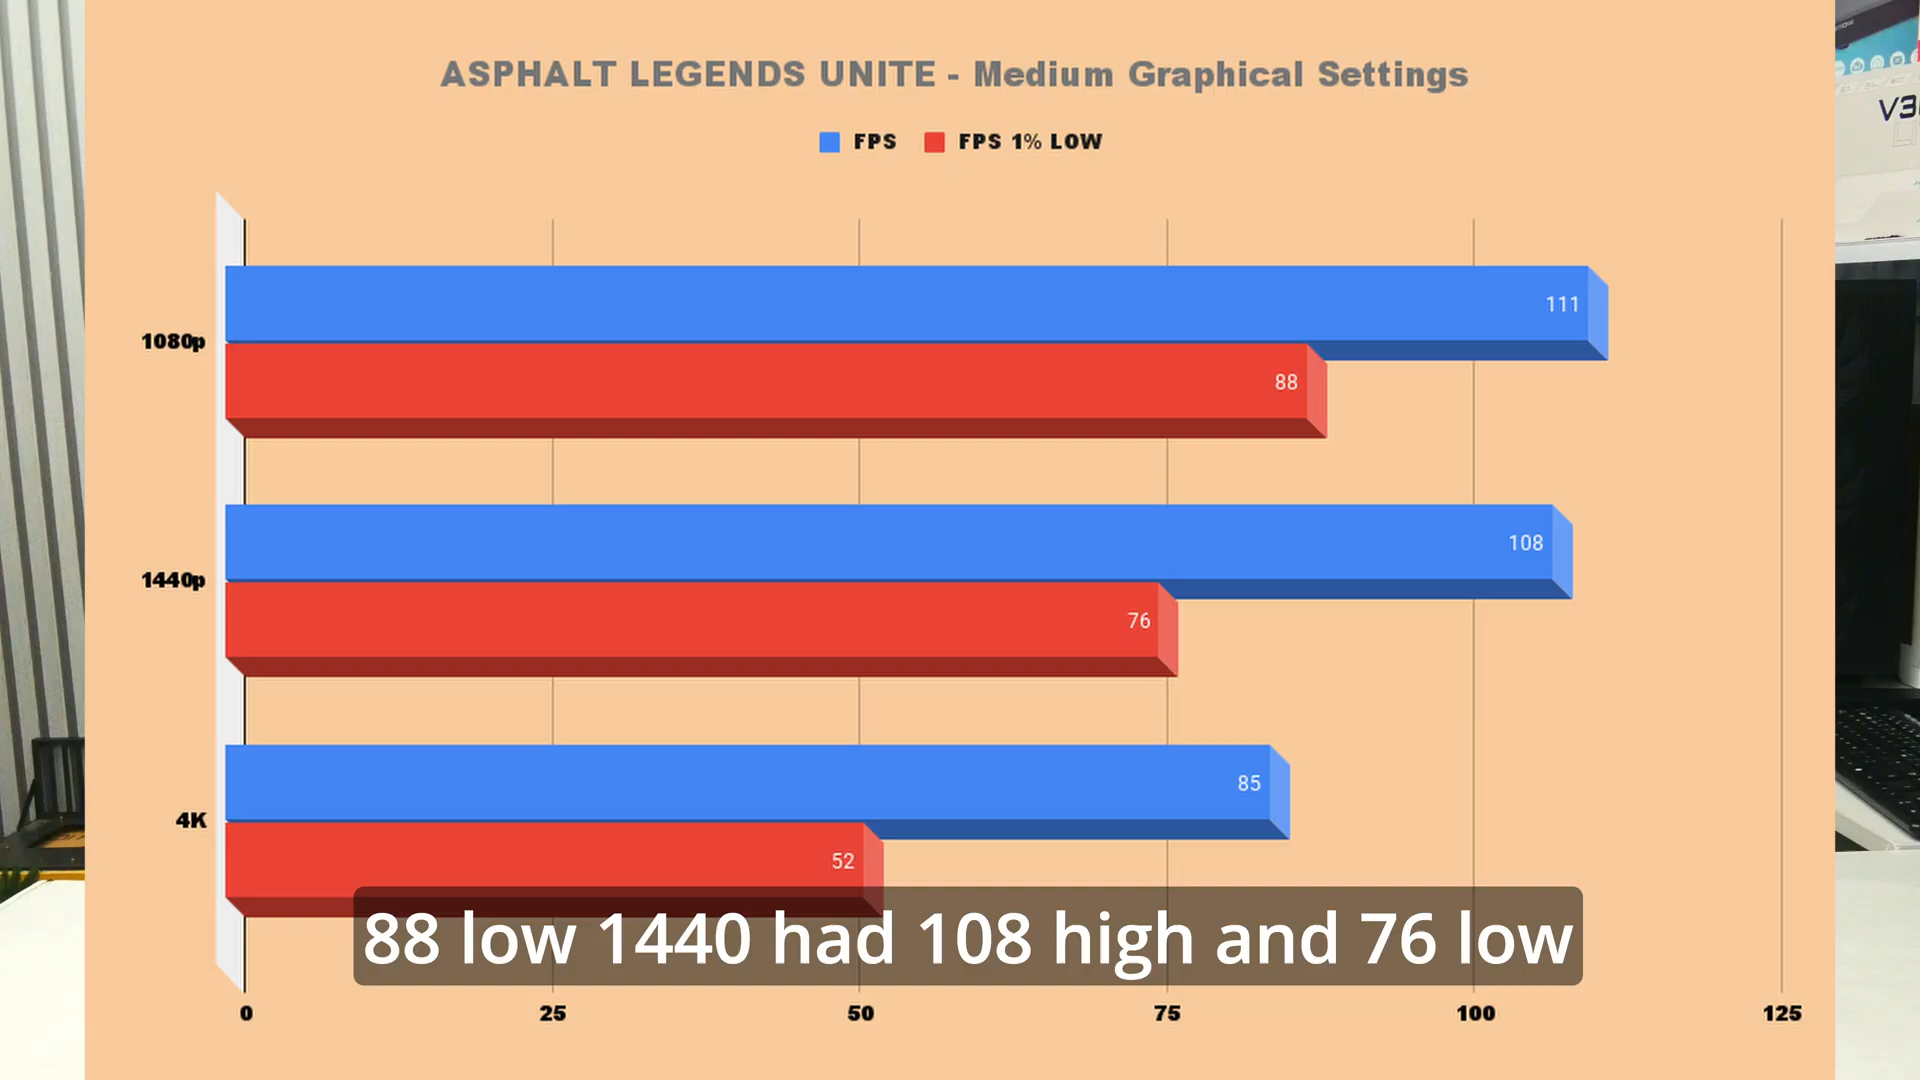 ASPHALT LEGENDS UNITE - Medium Graphical Settings
FPS FPS 1% LOW
1080p
111
88
1440p
108
76
4K
85
52
88 low 1440 had 108 high and 76 low
0 25 50 75 100 125